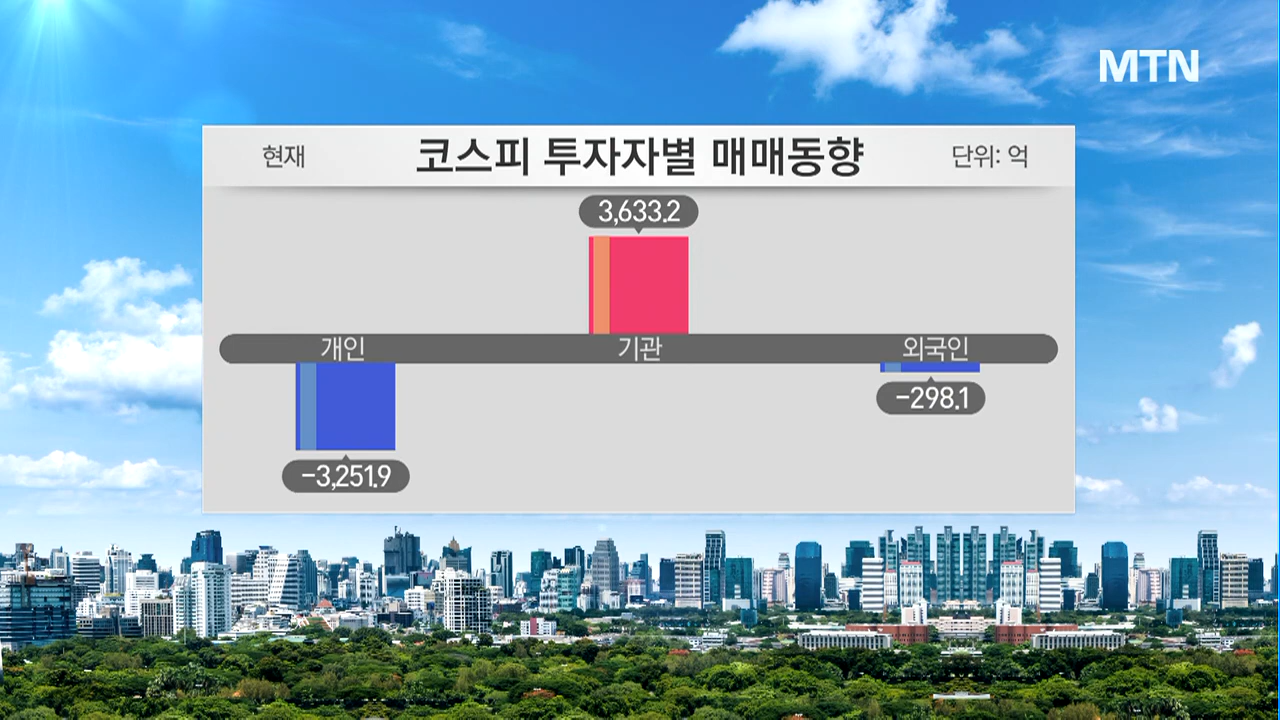 MTN
현재 코스피 투자자별 매매동향 단위: 억
3,633.2
개인 기관 외국인
-298.1
-3,251.9